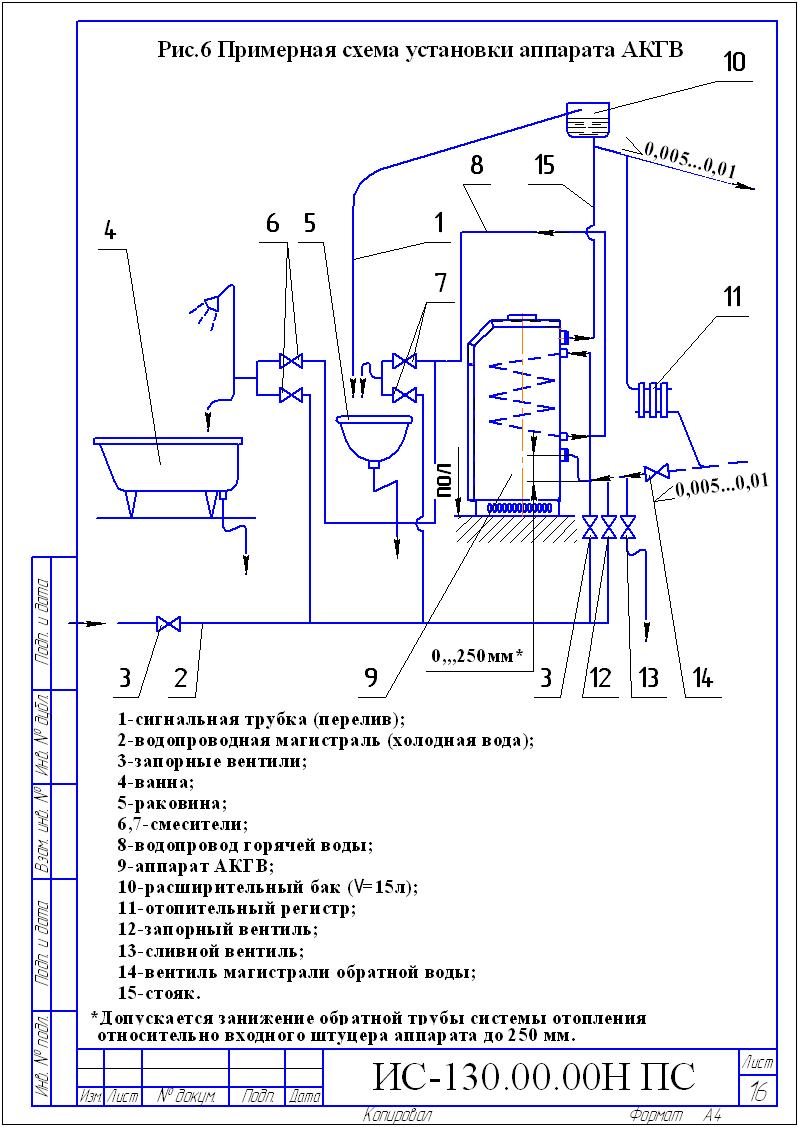 Рис.6 Примерная схема установки аппарата АКГВ
10
0,005...0,01
8
15
4
6
5
1
7
11
ПОЛ
0,005...0,01
0,,,250мм*
3
2
9
3
12
13
14
1-сигнальная трубка (перелив);
2-водопроводная магистраль (холодная вода);
3-запорные вентили;
4-ванна;
5-раковина;
6,7-смесители;
8-водопровод горячей воды;
9-аппарат АКГВ;
10-расширительный бак (V=15л);
11-отопительный регистр;
12-запорный вентиль;
13-сливной вентиль;
14-вентиль магистрали обратной воды;
15-стояк.
*Допускается занижение обратной трубы системы отопления
относительно входного штуцера аппарата до 250 мм.
Подп. и дата
Инв. № дубл.
Взам. инв. №
Подп. и дата
Инв. № подл.
Изм. Лист № докум. Подп. Дата
ИС-130.00.00Н ПС
Лист
16
Копировал
Формат А4